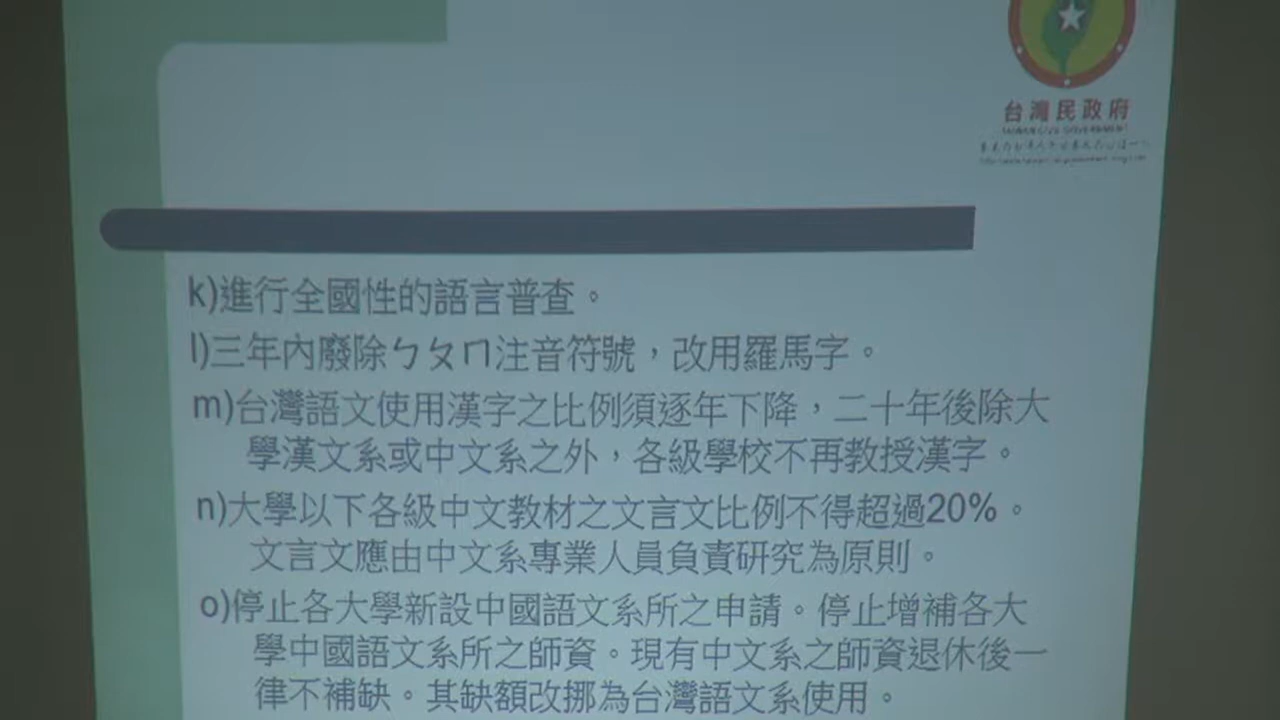 台灣民政府
TAIWAN CIVIL GOVERNMENT
k)進行全國性的語言普查。
l)三年內廢除ㄅㄆㄇ注音符號，改用羅馬字。
m)台灣語文使用漢字之比例須逐年下降，二十年後除大
學漢文系或中文系之外，各級學校不再教授漢字。
n)大學以下各級中文教材之文言文比例不得超過20%。
文言文應由中文系專業人員負責研究為原則。
o)停止各大學新設中國語文系所之申請。停止增補各大
學中國語文系所之師資。現有中文系之師資退休後一
律不補缺。其缺額改挪為台灣語文系使用。